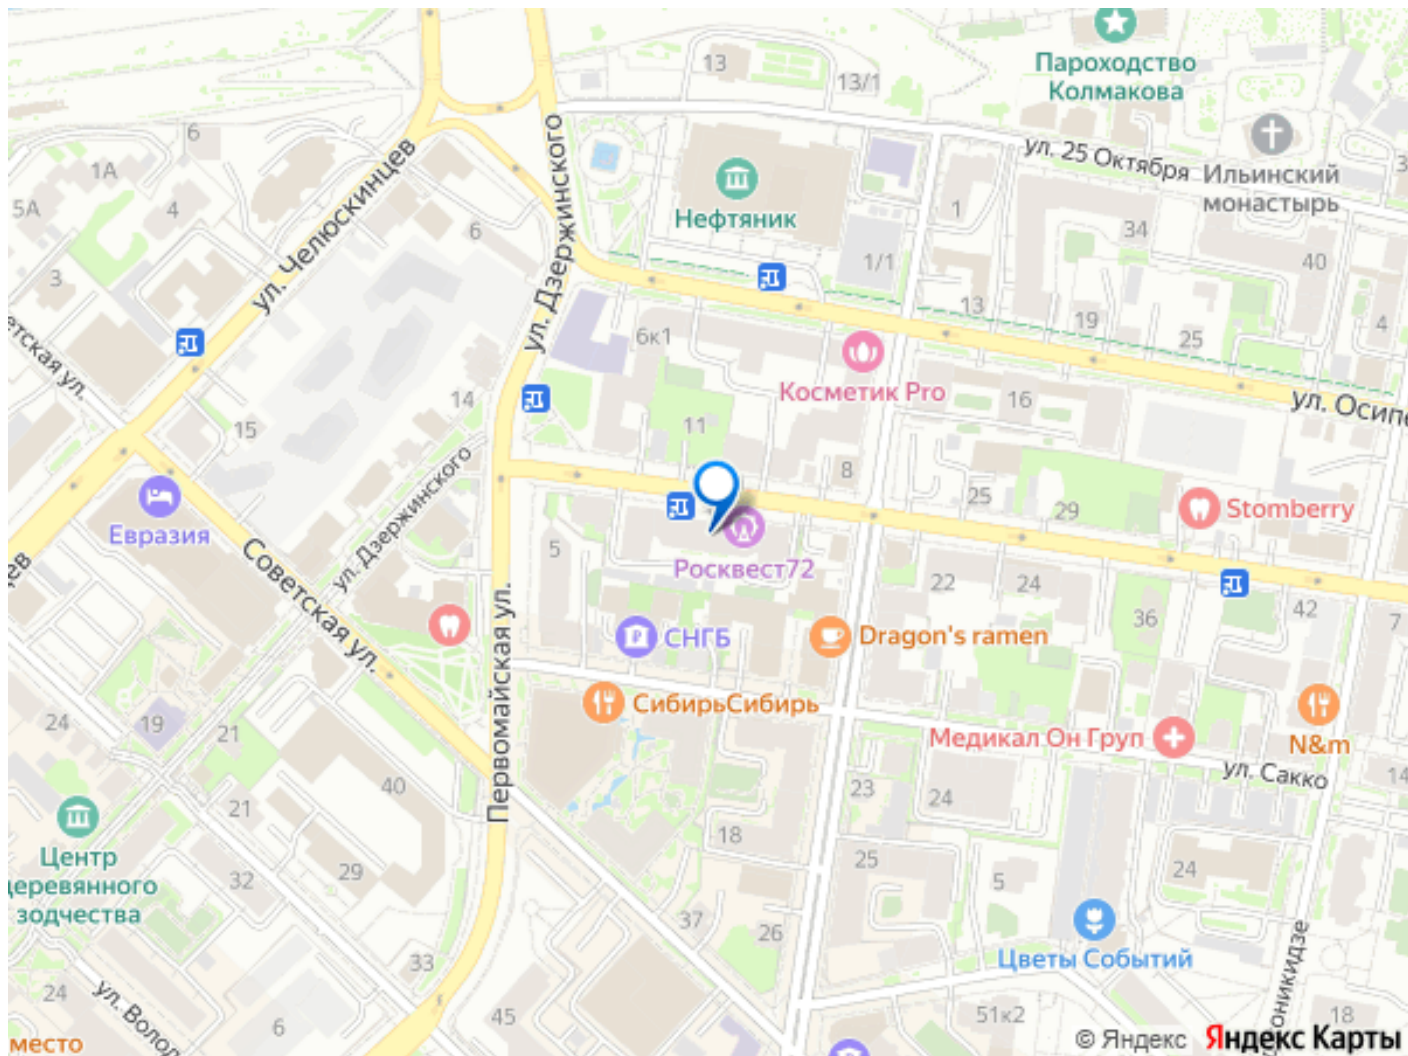 13
13/1
Пароходство
Колмакова
6
1А
5А
4
3
ул. Челюскинцев
ул. Дзержинского
6
Нефтяник
1/1
1
ул. 25 Октября
Ильинский
монастырь
34
40
4
13
19
25
6к1
Косметик Pro
16
ул. Осипе
етская ул.
15
14
11
8
25
29
Stomberry
Евразия
ул. Дзержинского
Советская ул.
5
Росквест72
22
24
36
42
7
СНГБ
Dragon's ramen
Первомайская ул.
СибирьСибирь
Медикал Он Груп
N&m
ул. Сакко
14
24
19
21
21
40
23
24
18
25
24
5
Центр
деревянного
зодчества
32
29
37
26
Цветы Событий
33
24
ул. Волод
6
45
51к2
оникидзе
18
место
© Яндекс Яндекс Карты